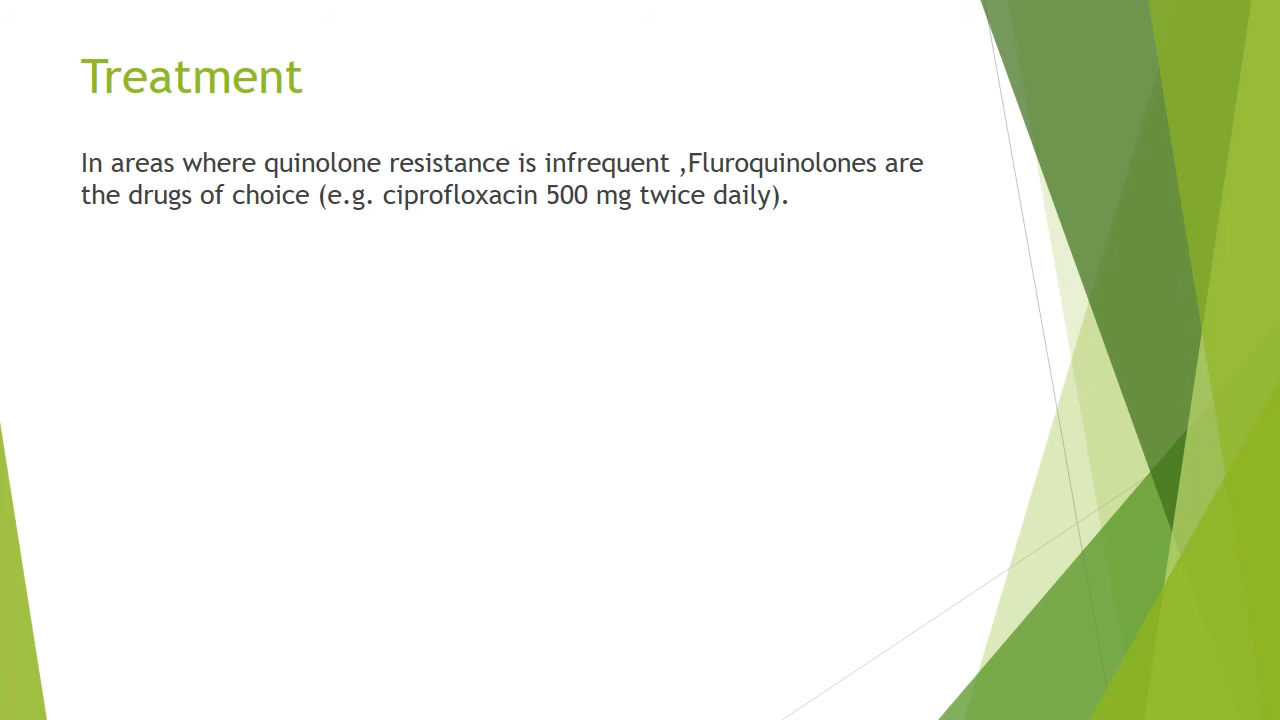 Treatment
In areas where quinolone resistance is infrequent ,Fluroquinolones are
the drugs of choice (e.g. ciprofloxacin 500 mg twice daily).